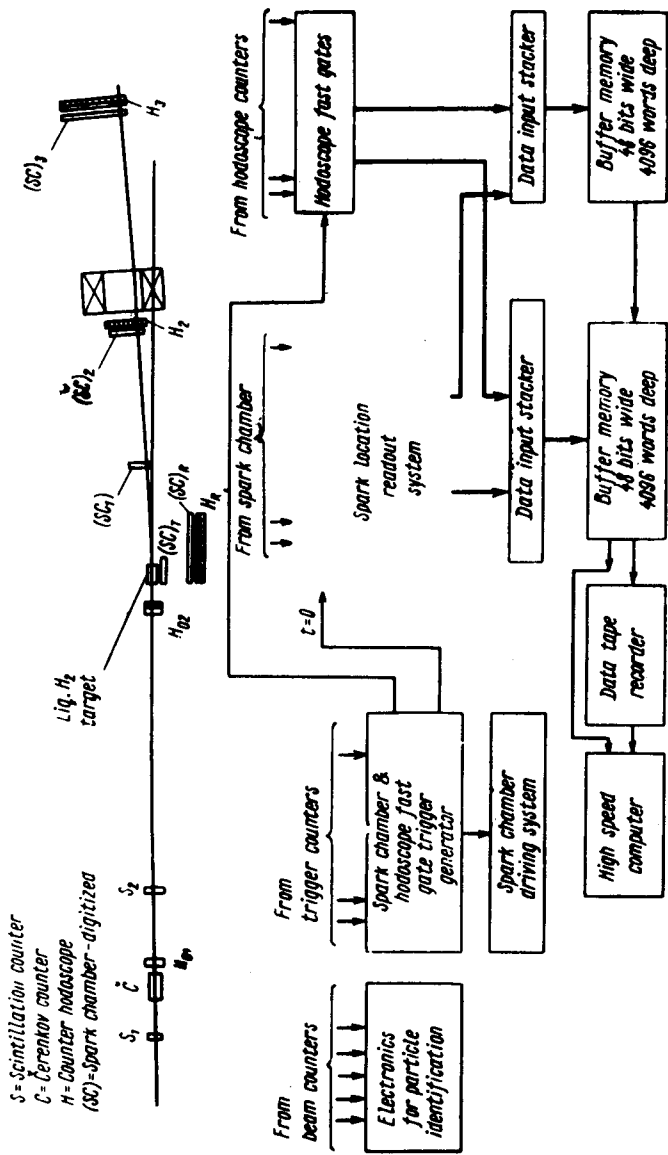 S = Scintillation counter
Č = Čerenkov counter
H = Counter hodoscope
(SC) = Spark chamber-digitized
S₁
Č
H₀₁
S₂
Liq. H₂
target
H₀₂
(SC)T
(SC)R
HR
(SC₁)
(SC)₂
H₂
(SC)₃
H₃
From
beam counters
Electronics
for particle
identification
From
trigger counters
Spark chamber &
hodoscope fast
gate trigger
generator
Spark chamber
driving system
t=0
From spark chamber
Spark location
readout
system
From hodoscope counters
Hodoscope fast gates
Data input stacker
Data input stacker
Buffer memory
48 bits wide
4096 words deep
Buffer memory
48 bits wide
4096 words deep
Data tape
recorder
High speed
computer